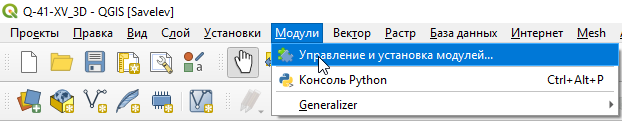 Q-41-XV_3D - QGIS [Savelev]
Проекты Правка Вид Слой Установки Модули Вектор Растр База данных Интернет Mesh
Управление и установка модулей...
Консоль Python Ctrl+Alt+P
Generalizer